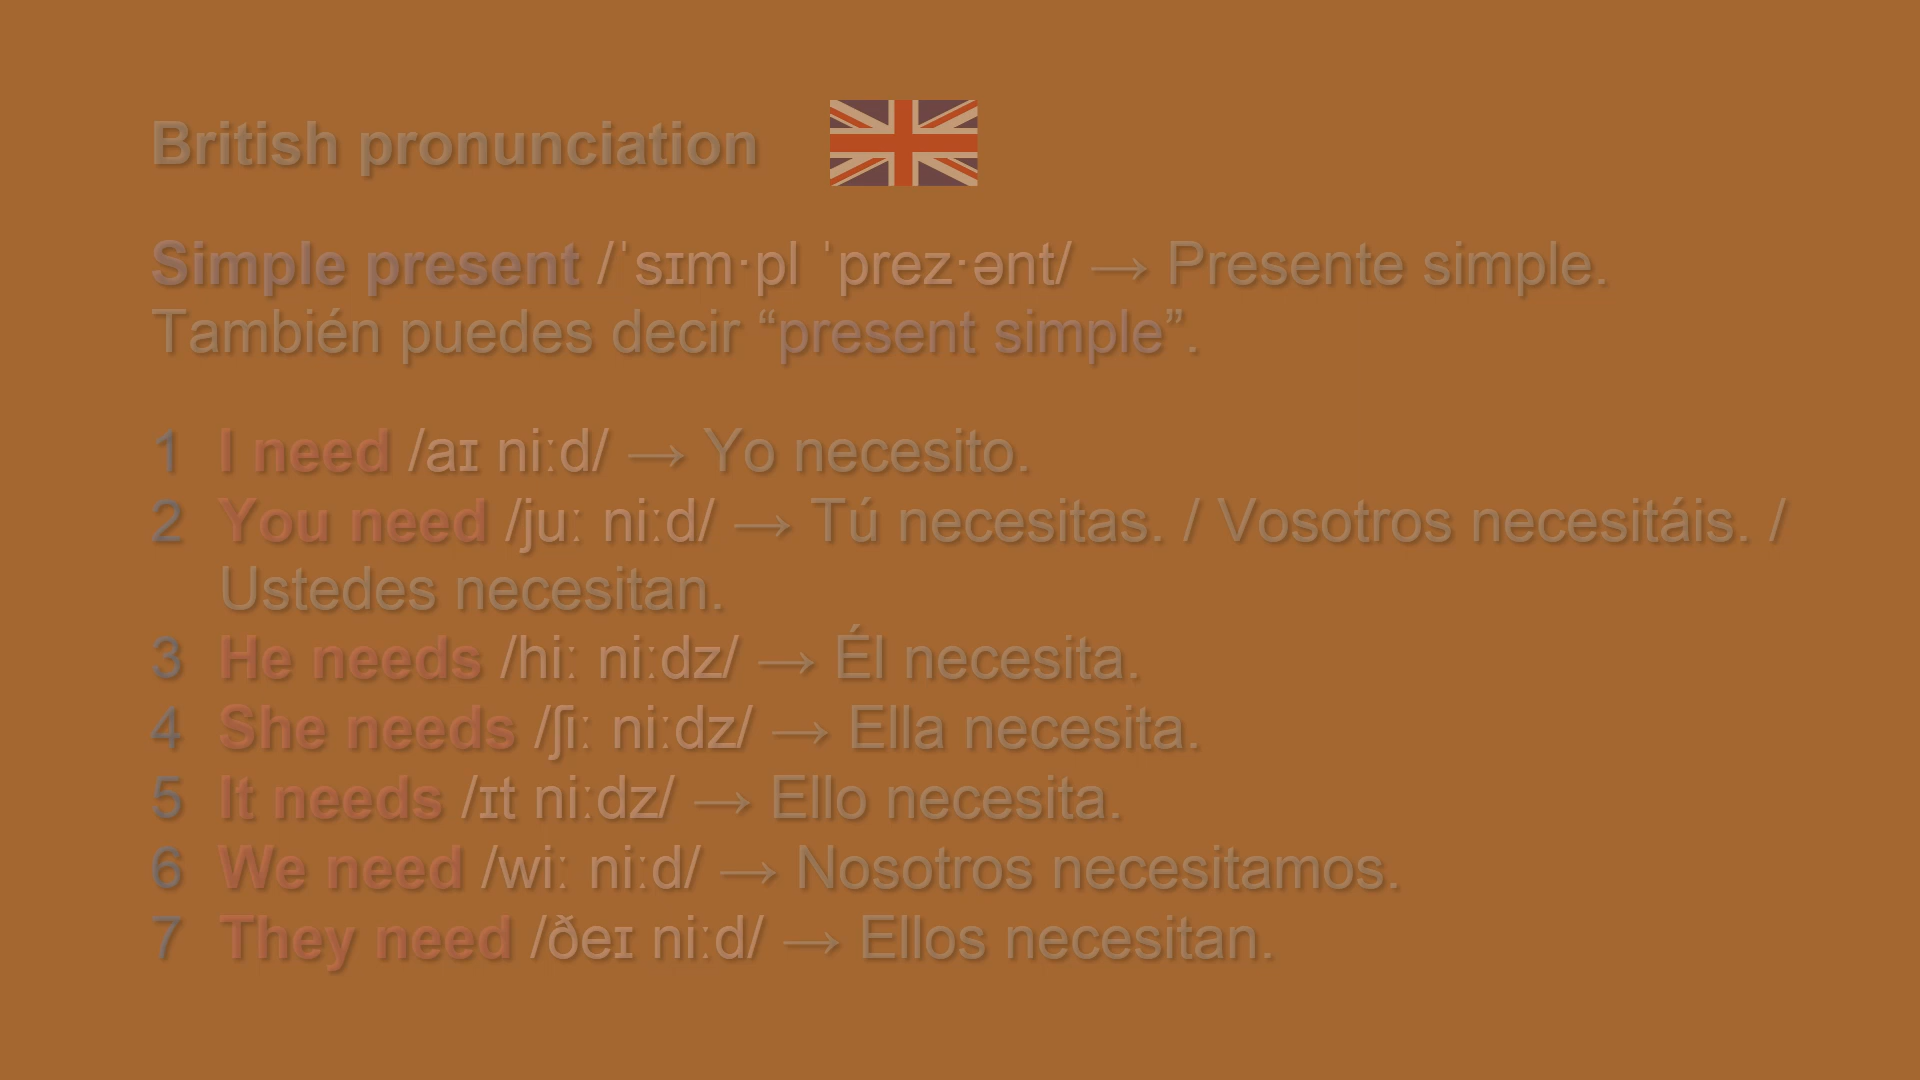 British pronunciation
Simple present /ˈsɪm·pl ˈprez·ənt/ → Presente simple.
También puedes decir “present simple”.
1 I need /aɪ niːd/ → Yo necesito.
2 You need /juː niːd/ → Tú necesitas. / Vosotros necesitáis. /
Ustedes necesitan.
3 He needs /hiː niːdz/ → Él necesita.
4 She needs /ʃiː niːdz/ → Ella necesita.
5 It needs /ɪt niːdz/ → Ello necesita.
6 We need /wiː niːd/ → Nosotros necesitamos.
7 They need /ðeɪ niːd/ → Ellos necesitan.